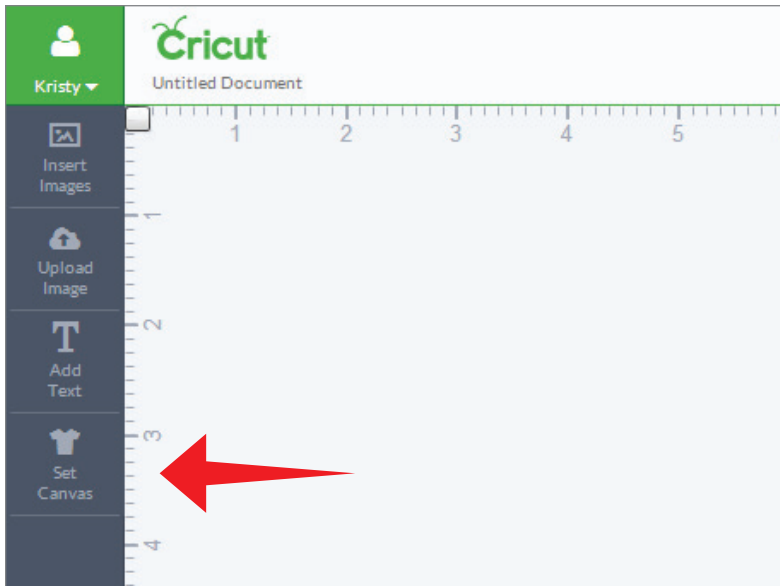 Cricut
Kristy
Untitled Document
1 2 3 4 5
Insert
Images
1
Upload
Image
2
T
Add
Text
3
Set
Canvas
4